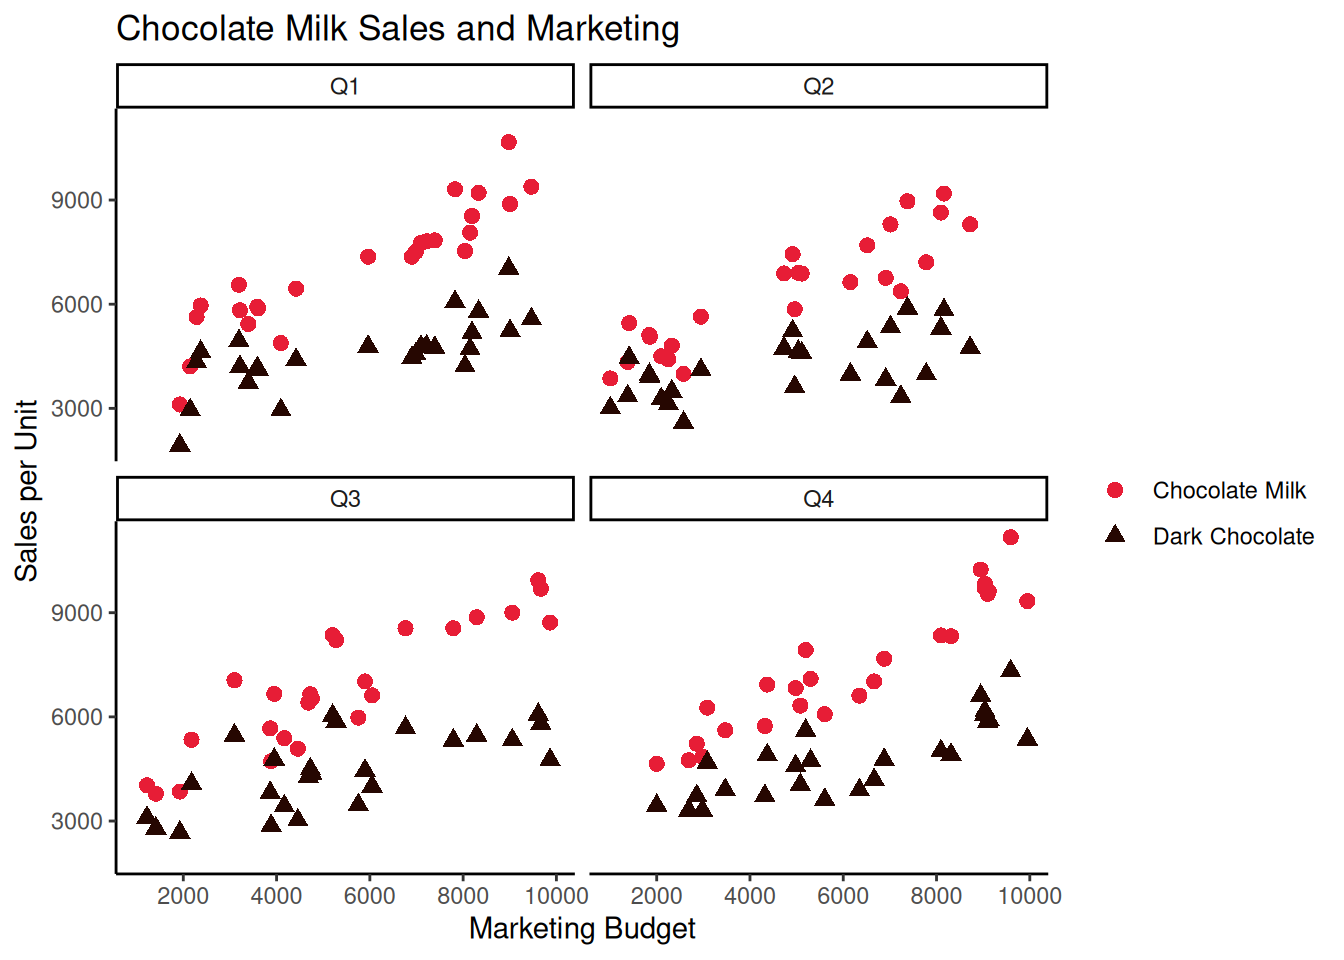 Chocolate Milk Sales and Marketing
Q1
Q2
9000
6000
3000
Q3
Q4
9000
6000
3000
2000 4000 6000 8000 10000
2000 4000 6000 8000 10000
Marketing Budget
Sales per Unit
Chocolate Milk
Dark Chocolate